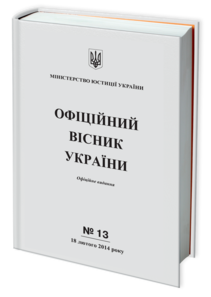 МІНІСТЕРСТВО ЮСТИЦІЇ УКРАЇНИ
ОФІЦІЙНИЙ
ВІСНИК
УКРАЇНИ
Офіційне видання
№ 13
18 лютого 2014 року